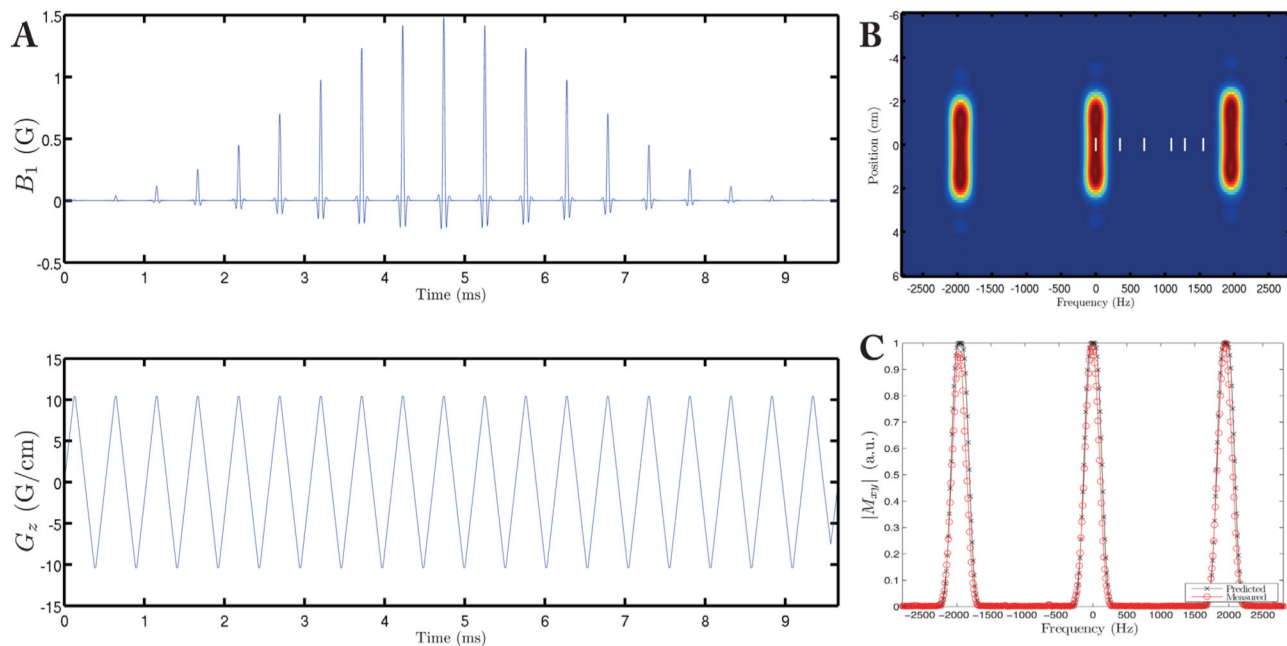 A
B₁ (G)
1.5
1
0.5
0
-0.5
0 1 2 3 4 5 6 7 8 9
Time (ms)
G_z (G/cm)
15
10
5
0
-5
-10
-15
0 1 2 3 4 5 6 7 8 9
Time (ms)
B
Position (cm)
-6
-4
-2
0
2
4
6
-2500 -2000 -1500 -1000 -500 0 500 1000 1500 2000 2500
Frequency (Hz)
C
|M_xy| (a.u.)
1
0.9
0.8
0.7
0.6
0.5
0.4
0.3
0.2
0.1
0
-2500 -2000 -1500 -1000 -500 0 500 1000 1500 2000 2500
Frequency (Hz)
Predicted
Measured